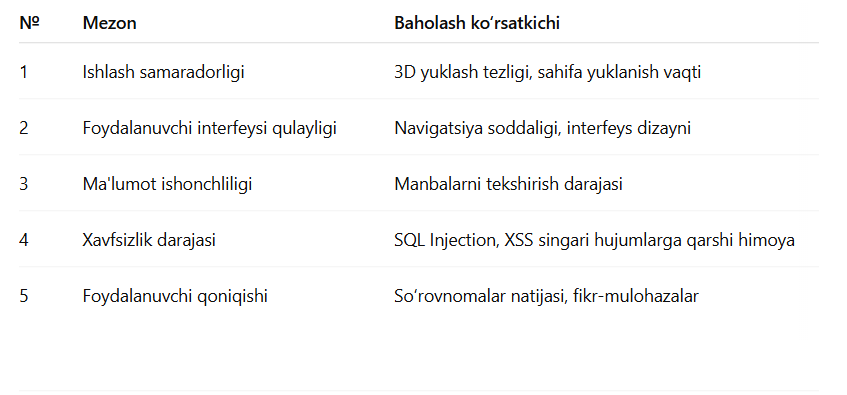 № Mezon Baholash ko‘rsatkichi
1 Ishlash samaradorligi 3D yuklash tezligi, sahifa yuklanish vaqti
2 Foydalanuvchi interfeysi qulayligi Navigatsiya soddaligi, interfeys dizayni
3 Ma'lumot ishonchliligi Manbalarni tekshirish darajasi
4 Xavfsizlik darajasi SQL Injection, XSS singari hujumlarga qarshi himoya
5 Foydalanuvchi qoniqishi So‘rovnomalar natijasi, fikr-mulohazalar